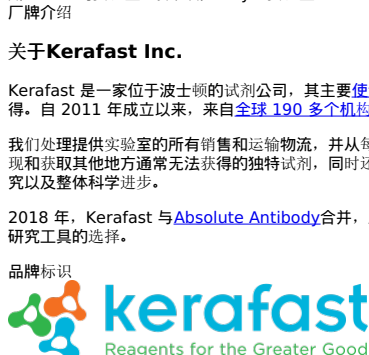 厂牌介绍
关于Kerafast Inc.
Kerafast 是一家位于波士顿的试剂公司，其主要使
得。自 2011 年成立以来，来自全球 190 多个机构
我们处理提供实验室的所有销售和运输物流，并从每
现和获取其他地方通常无法获得的独特试剂，同时还
究以及整体科学进步。
2018 年，Kerafast 与Absolute Antibody合并，
研究工具的选择。
品牌标识
kerafast
Reagents for the Greater Good